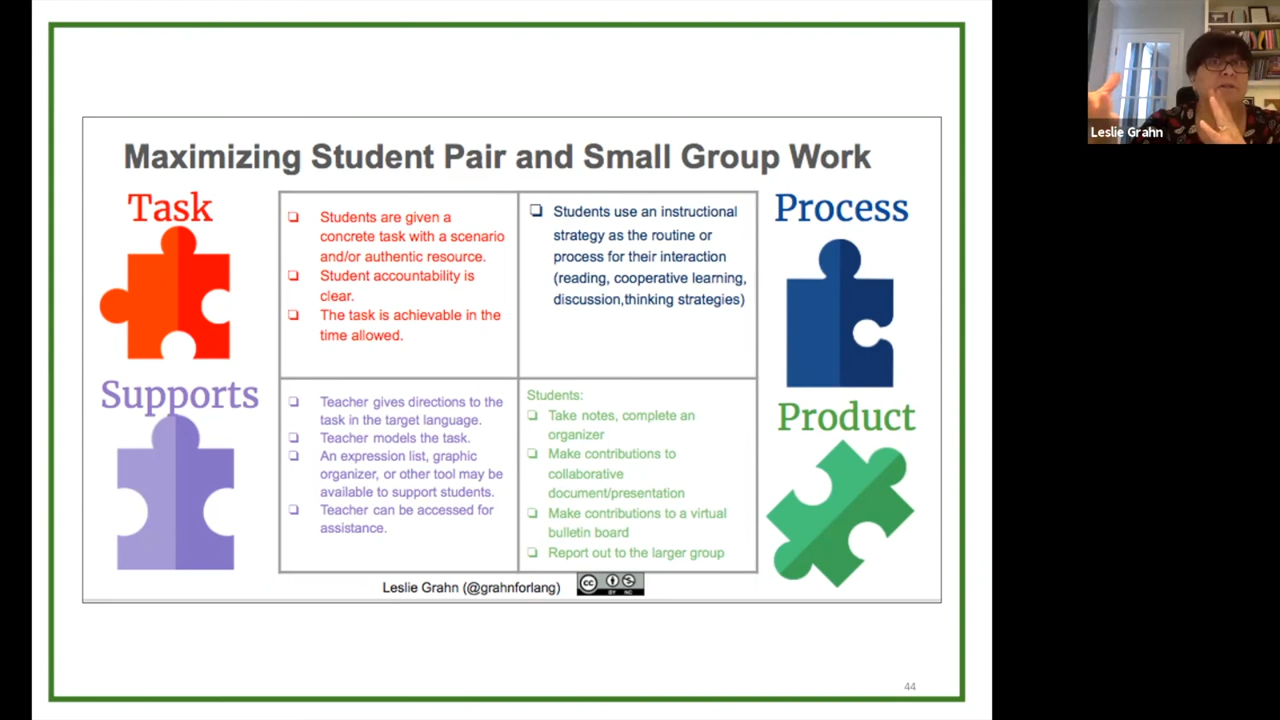 Maximizing Student Pair and Small Group Work
Task
❏ Students are given a
concrete task with a scenario
and/or authentic resource.
❏ Student accountability is
clear.
❏ The task is achievable in the
time allowed.
❏ Students use an instructional
strategy as the routine or
process for their interaction
(reading, cooperative learning,
discussion,thinking strategies)
Process
Supports
❏ Teacher gives directions to the
task in the target language.
❏ Teacher models the task.
❏ An expression list, graphic
organizer, or other tool may be
available to support students.
❏ Teacher can be accessed for
assistance.
Students:
❏ Take notes, complete an
organizer
❏ Make contributions to
collaborative
document/presentation
❏ Make contributions to a virtual
bulletin board
❏ Report out to the larger group
Product
Leslie Grahn (@grahnforlang)
cc
BY NC
44
Leslie Grahn